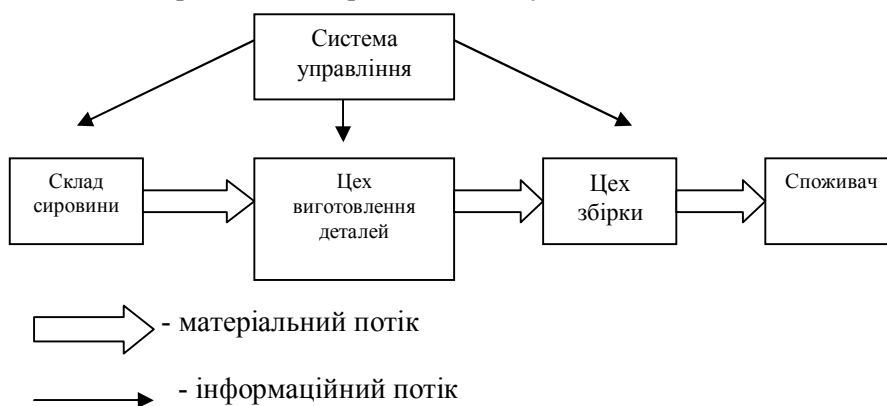 Система
управління
Склад
сировини
Цех
виготовлення
деталей
Цех
збірки
Споживач
- матеріальний потік
- інформаційний потік